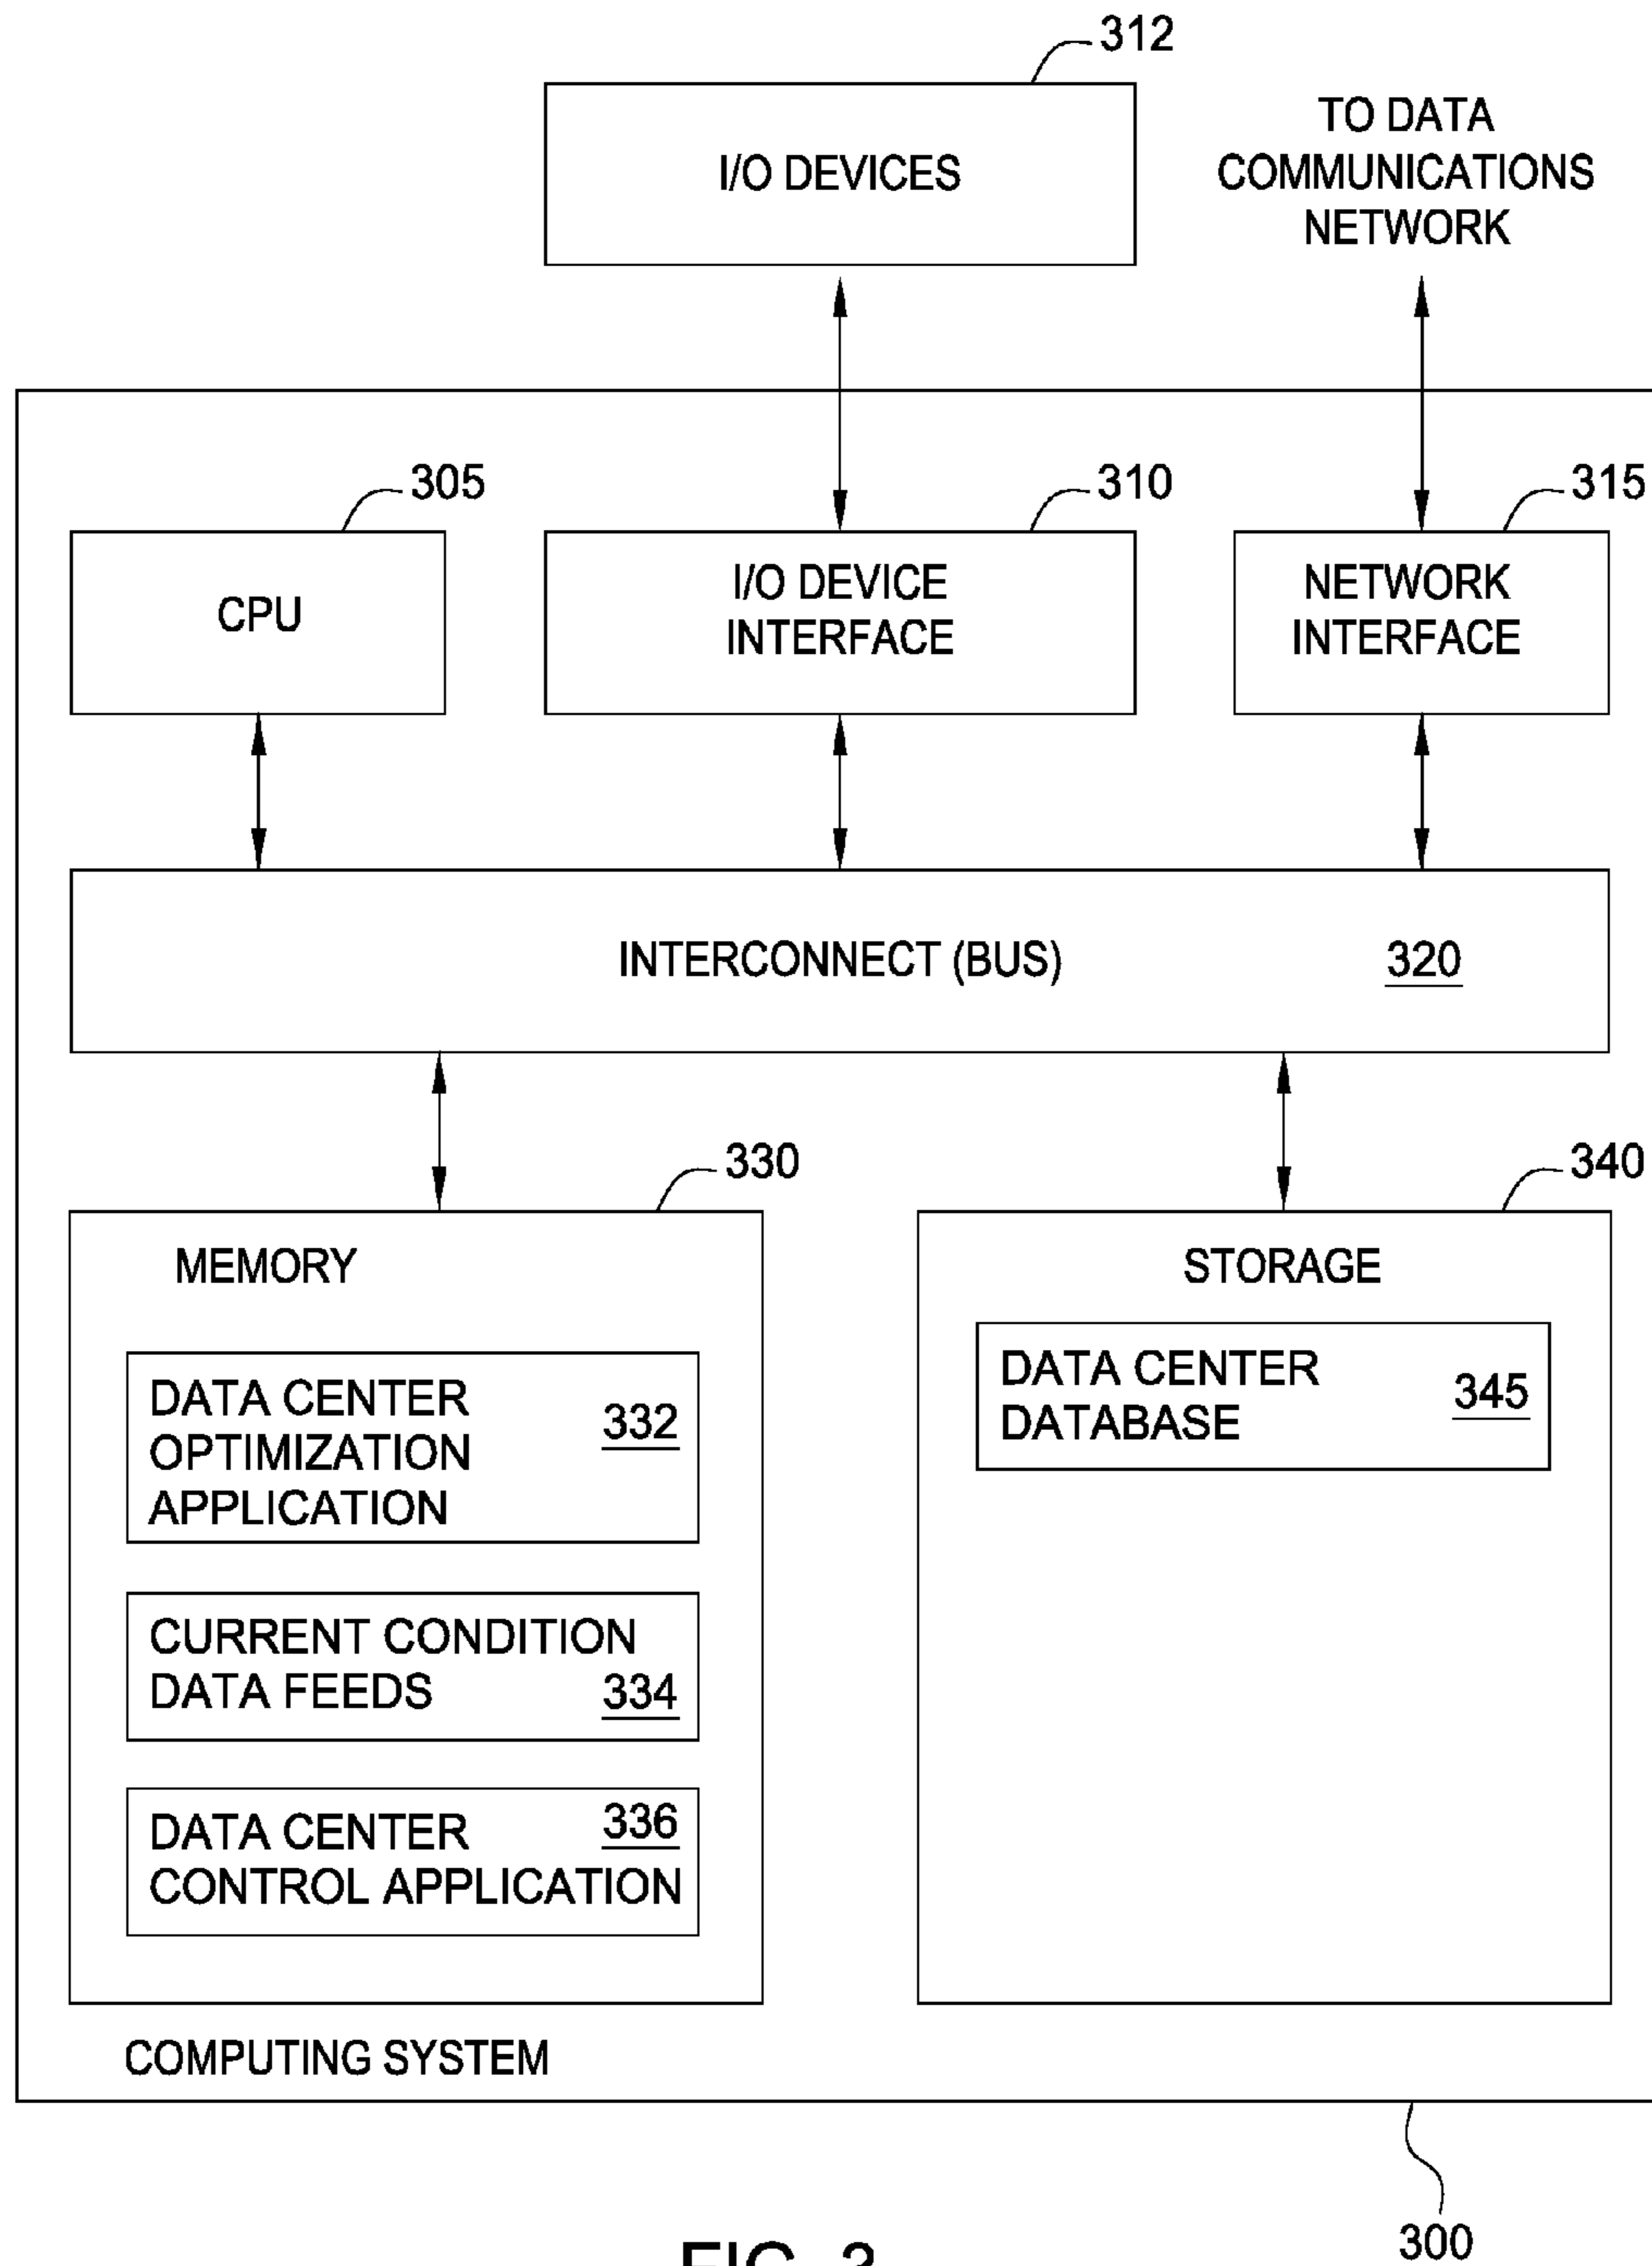 312
I/O DEVICES
TO DATA
COMMUNICATIONS
NETWORK
305
310
315
CPU
I/O DEVICE
INTERFACE
NETWORK
INTERFACE
INTERCONNECT (BUS)
320
330
340
MEMORY
STORAGE
DATA CENTER
OPTIMIZATION
APPLICATION
332
DATA CENTER
DATABASE
345
CURRENT CONDITION
DATA FEEDS
334
DATA CENTER
CONTROL APPLICATION
336
COMPUTING SYSTEM
300
FIG. 3